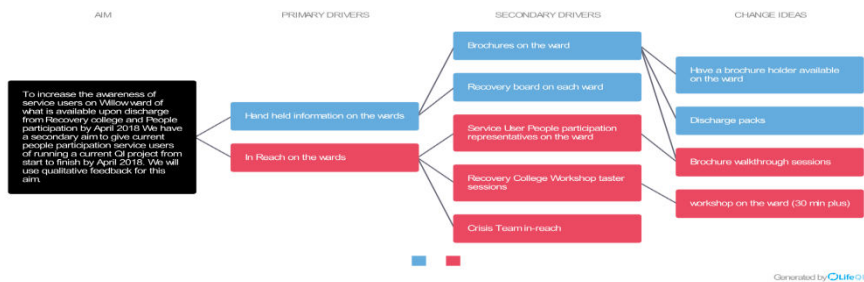 AIM
PRIMARY DRIVERS
SECONDARY DRIVERS
CHANGE IDEAS
To increase the awareness of
service users on Willow ward of
what is available upon discharge
from Recovery college and People
participation by April 2018 We have
a secondary aim to give current
people participation service users
of running a current QI project from
start to finish by April 2018. We will
use qualitative feedback for this
aim.
Hand held information on the wards
In Reach on the wards
Brochures on the ward
Recovery board on each ward
Service User People participation
representatives on the ward
Recovery College Workshop taster
sessions
Crisis Team in-reach
Have a brochure holder available
on the ward
Discharge packs
Brochure walkthrough sessions
workshop on the ward (30 min plus)
Generated by LifeQI